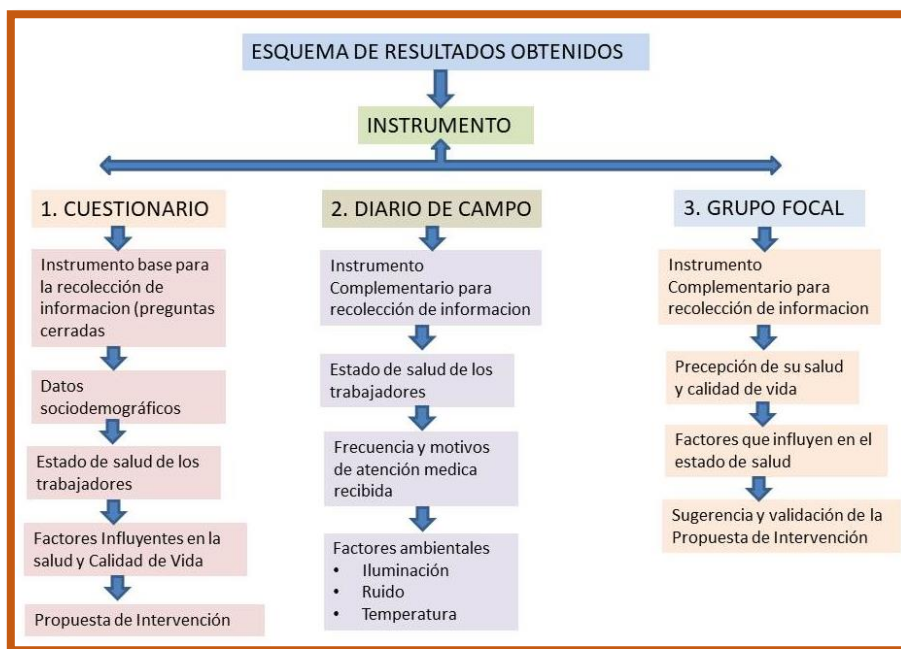 ESQUEMA DE RESULTADOS OBTENIDOS
INSTRUMENTO
1. CUESTIONARIO
Instrumento base para
la recolección de
informacion (preguntas
cerradas
Datos
sociodemográficos
Estado de salud de los
trabajadores
Factores Influyentes en la
salud y Calidad de Vida
Propuesta de Intervención
2. DIARIO DE CAMPO
Instrumento
Complementario para
recolección de informacion
Estado de salud de los
trabajadores
Frecuencia y motivos
de atención medica
recibida
Factores ambientales
• Iluminación
• Ruido
• Temperatura
3. GRUPO FOCAL
Instrumento
Complementario para
recolección de informacion
Precepción de su salud
y calidad de vida
Factores que influyen en el
estado de salud
Sugerencia y validación de la
Propuesta de Intervención